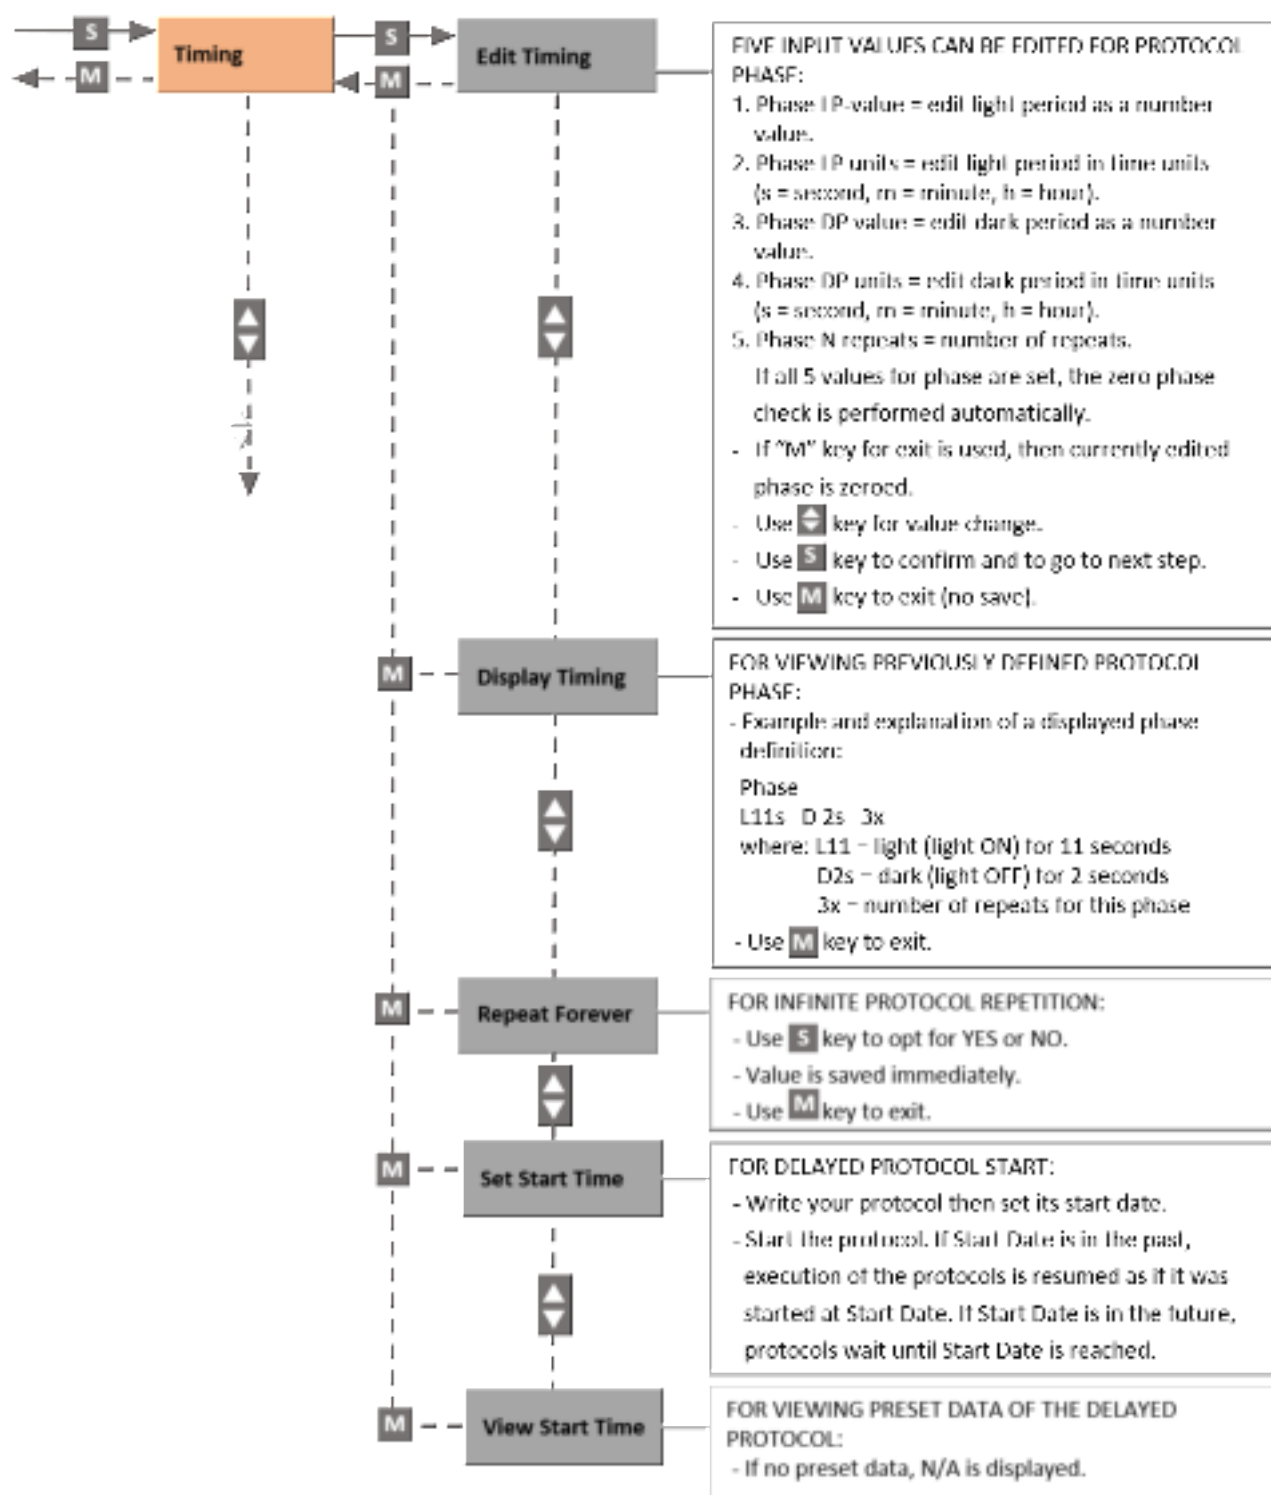 S
Timing
M
S
Edit Timing
M
FIVE INPUT VALUES CAN BE EDITED FOR PROTOCOL
PHASE:
1. Phase LP-value = edit light period as a number
value.
2. Phase LP units = edit light period in time units
(s = second, m = minute, h = hour).
3. Phase DP value = edit dark period as a number
value.
4. Phase DP units = edit dark period in time units
(s = second, m = minute, h = hour).
5. Phase N repeats = number of repeats.
If all 5 values for phase are set, the zero phase
check is performed automatically.
- If "M" key for exit is used, then currently edited
phase is zeroed.
- Use key for value change.
- Use S key to confirm and to go to next step.
- Use M key to exit (no save).
M
Display Timing
FOR VIEWING PREVIOUSLY DEFINED PROTOCOL
PHASE:
- Example and explanation of a displayed phase
definition:
Phase
L11s D 2s 3x
where: L11 – light (light ON) for 11 seconds
D2s – dark (light OFF) for 2 seconds
3x – number of repeats for this phase
- Use M key to exit.
M
Repeat Forever
FOR INFINITE PROTOCOL REPETITION:
- Use S key to opt for YES or NO.
- Value is saved immediately.
- Use M key to exit.
M
Set Start Time
FOR DELAYED PROTOCOL START:
- Write your protocol then set its start date.
- Start the protocol. If Start Date is in the past,
execution of the protocols is resumed as if it was
started at Start Date. If Start Date is in the future,
protocols wait until Start Date is reached.
M
View Start Time
FOR VIEWING PRESET DATA OF THE DELAYED
PROTOCOL:
- If no preset data, N/A is displayed.